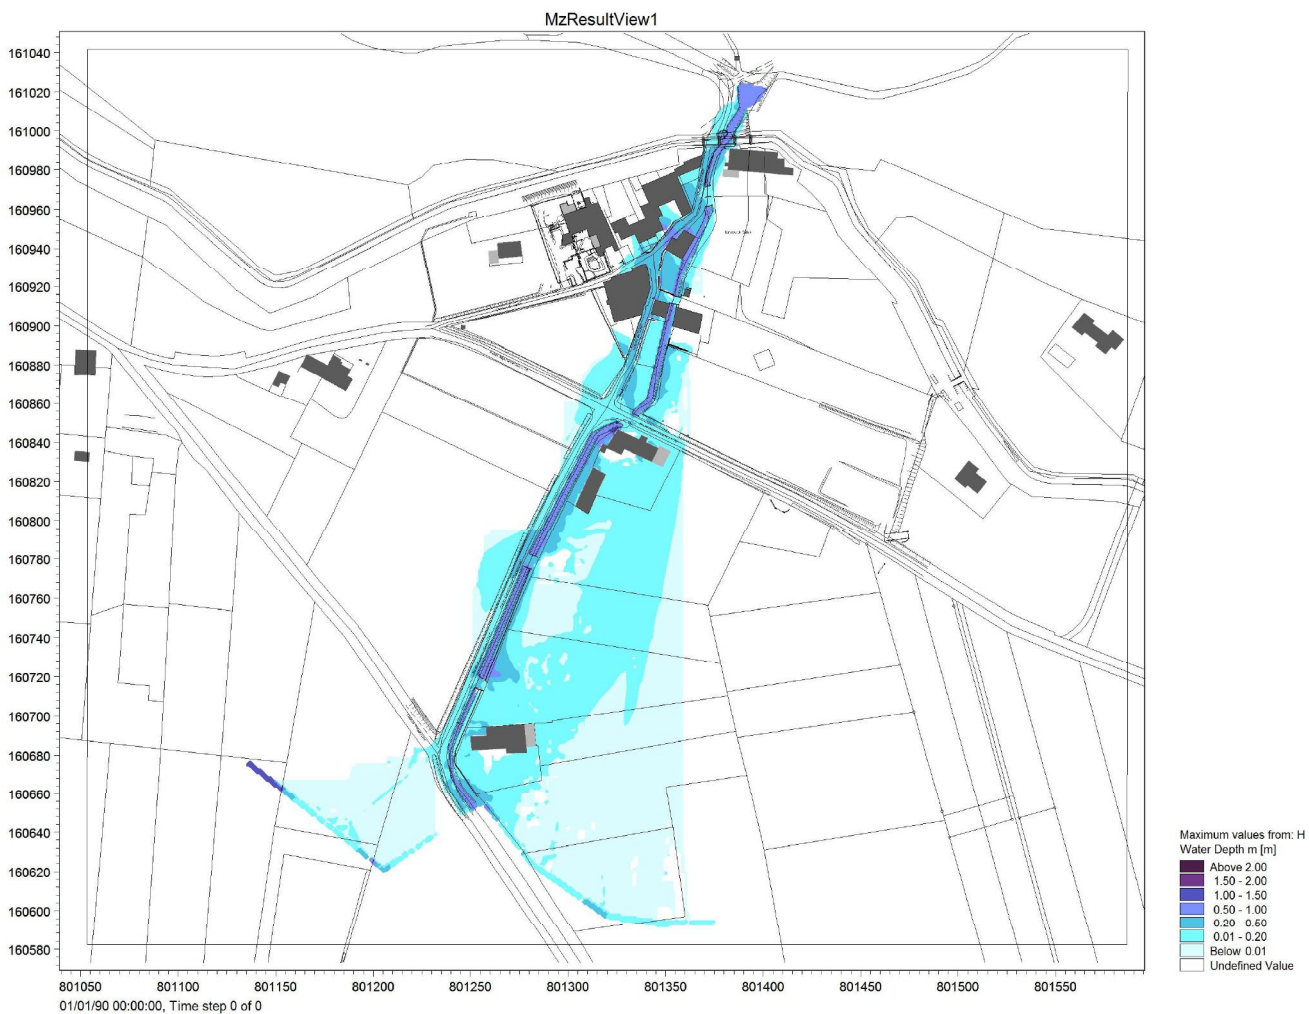 MzResultView1
161040
161020
161000
160980
160960
160940
160920
160900
160880
160860
160840
160820
160800
160780
160760
160740
160720
160700
160680
160660
160640
160620
160600
160580
801050 801100 801150 801200 801250 801300 801350 801400 801450 801500 801550
01/01/90 00:00:00, Time step 0 of 0
Maximum values from: H
Water Depth m [m]
Above 2.00
1.50 - 2.00
1.00 - 1.50
0.50 - 1.00
0.20 - 0.50
0.01 - 0.20
Below 0.01
Undefined Value